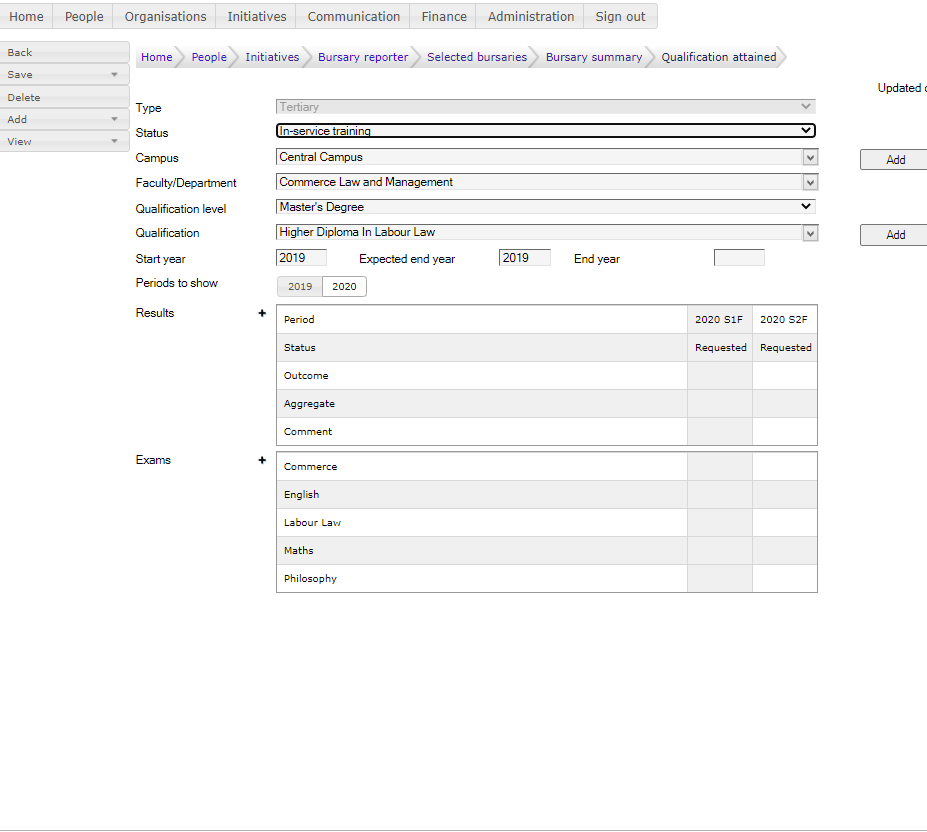 Home People Organisations Initiatives Communication Finance Administration Sign out
Back
Save
Delete
Add
View
Home People Initiatives Bursary reporter Selected bursaries Bursary summary Qualification attained
Updated
Type Tertiary
Status In-service training
Campus Central Campus Add
Faculty/Department Commerce Law and Management
Qualification level Master's Degree
Qualification Higher Diploma In Labour Law Add
Start year 2019 Expected end year 2019 End year
Periods to show 2019 2020
Results + Period 2020 S1F 2020 S2F
Status Requested Requested
Outcome
Aggregate
Comment
Exams + Commerce
English
Labour Law
Maths
Philosophy